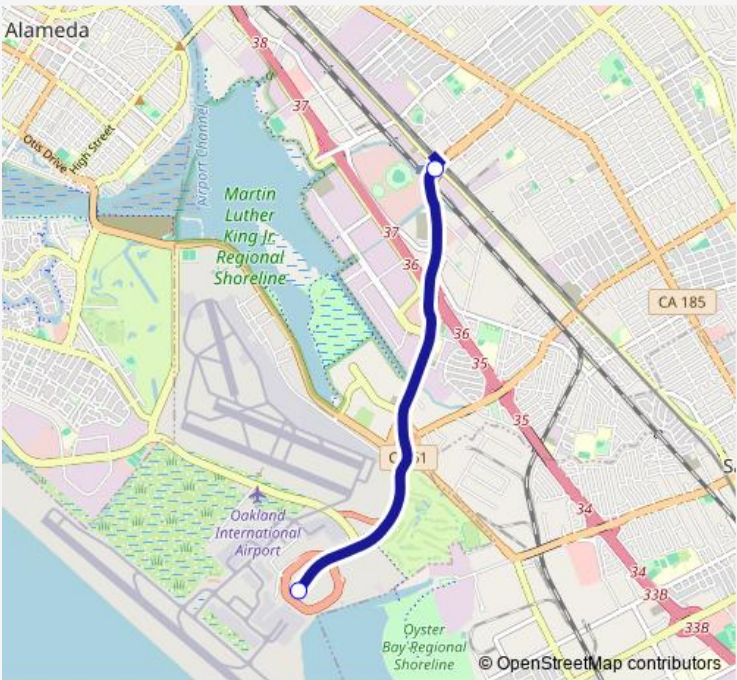 Alameda
38
37
Otis Drive
High Street
Airport Channel
Martin
Luther
King Jr.
Regional
Shoreline
37
36
CA 185
36
35
35
34
Oakland
International
Airport
34
33B
33B
Oyster
Bay Regional
Shoreline
© OpenStreetMap contributors